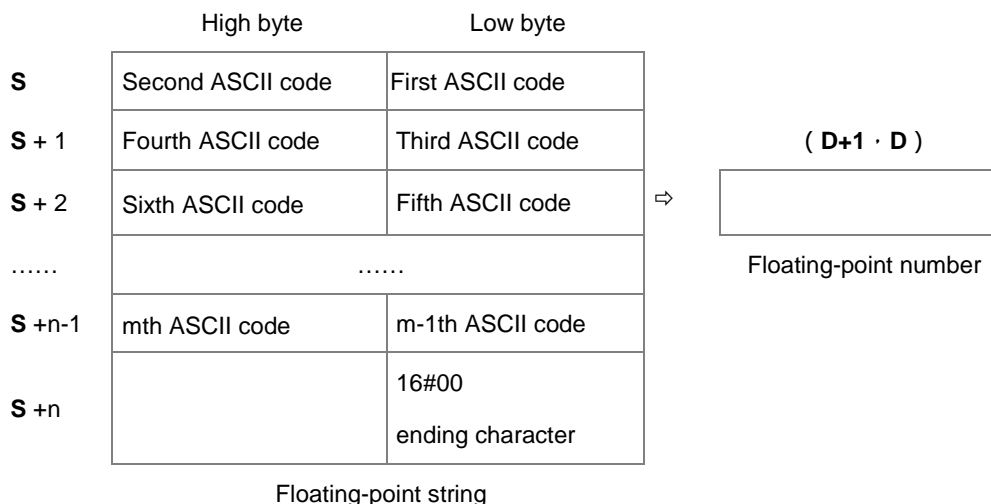 High byte Low byte
S Second ASCII code First ASCII code
S + 1 Fourth ASCII code Third ASCII code ( D+1 · D )
S + 2 Sixth ASCII code Fifth ASCII code ⇨
…… …… Floating-point number
S +n-1 mth ASCII code m-1th ASCII code
16#00
S +n
ending character
Floating-point string